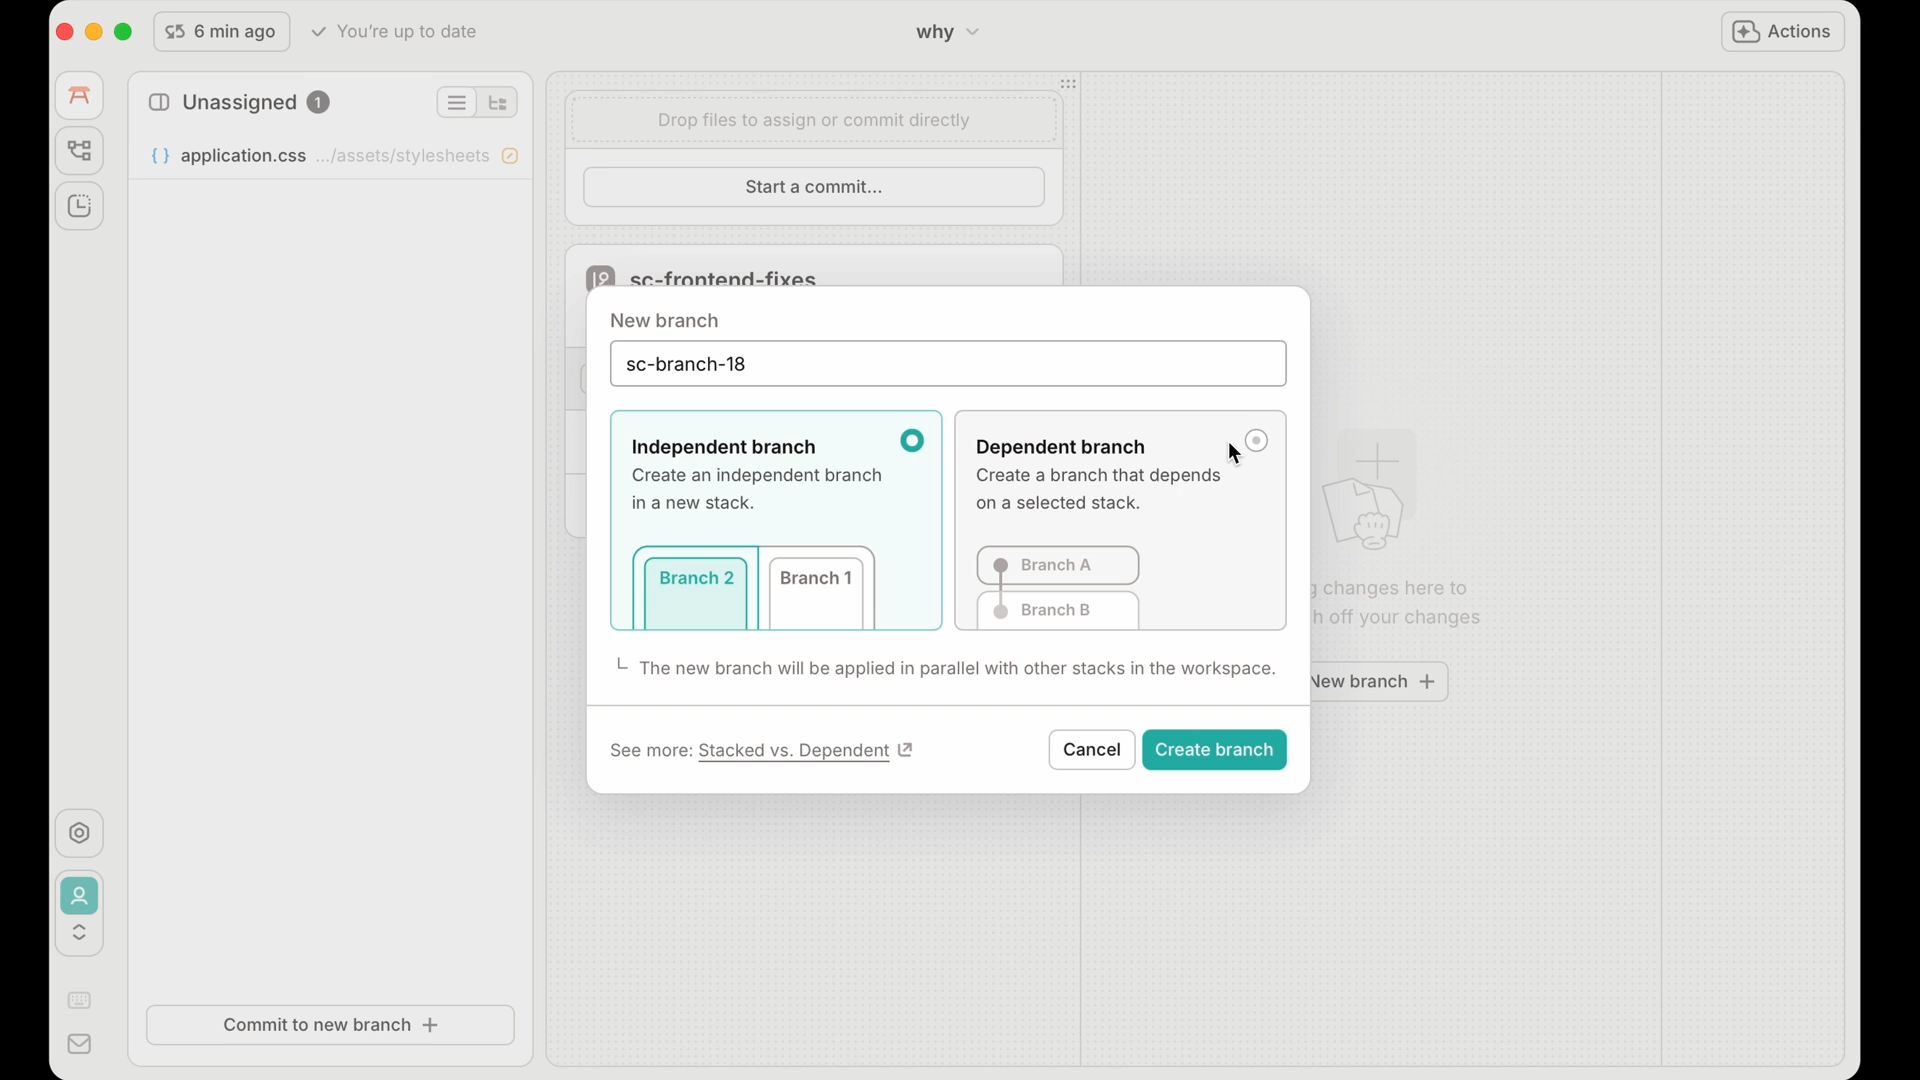 6 min ago
You're up to date
why
Actions
Unassigned 1
application.css .../assets/stylesheets
Drop files to assign or commit directly
Start a commit...
sc-frontend-fixes
New branch
sc-branch-18
Independent branch
Create an independent branch
in a new stack.
Branch 2
Branch 1
Dependent branch
Create a branch that depends
on a selected stack.
Branch A
Branch B
The new branch will be applied in parallel with other stacks in the workspace.
See more: Stacked vs. Dependent
Cancel
Create branch
changes here to
off your changes
New branch
Commit to new branch